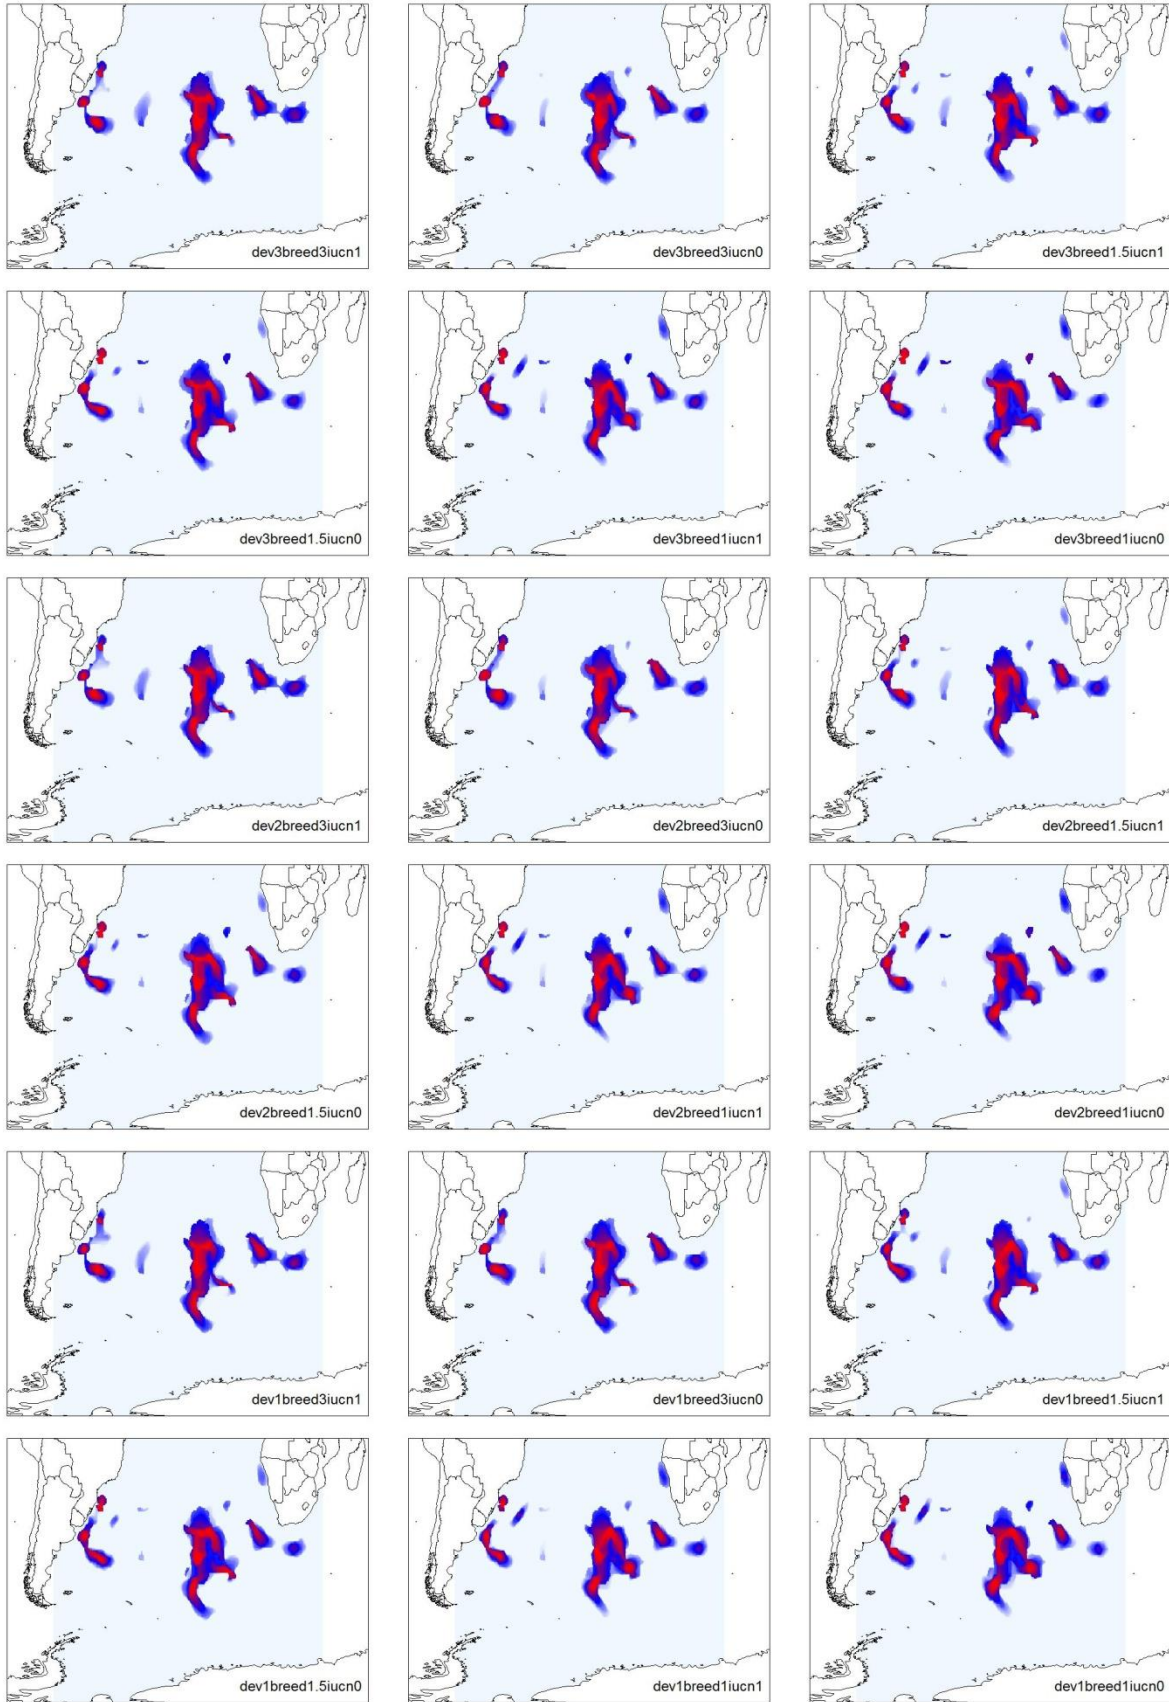 dev3breed3iucn1
dev3breed3iucn0
dev3breed1.5iucn1
dev3breed1.5iucn0
dev3breed1iucn1
dev3breed1iucn0
dev2breed3iucn1
dev2breed3iucn0
dev2breed1.5iucn1
dev2breed1.5iucn0
dev2breed1iucn1
dev2breed1iucn0
dev1breed3iucn1
dev1breed3iucn0
dev1breed1.5iucn1
dev1breed1.5iucn0
dev1breed1iucn1
dev1breed1iucn0